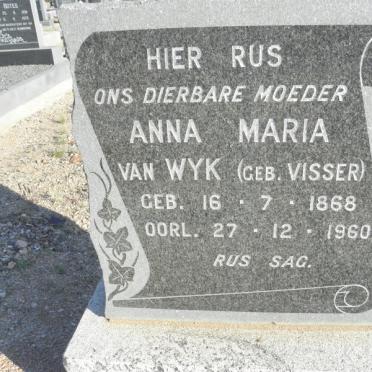 HIER RUS
ONS DIERBARE MOEDER
ANNA MARIA
VAN WYK (GEB. VISSER)
GEB. 16 · 7 · 1868
OORL. 27 · 12 · 1960
RUS SAG.